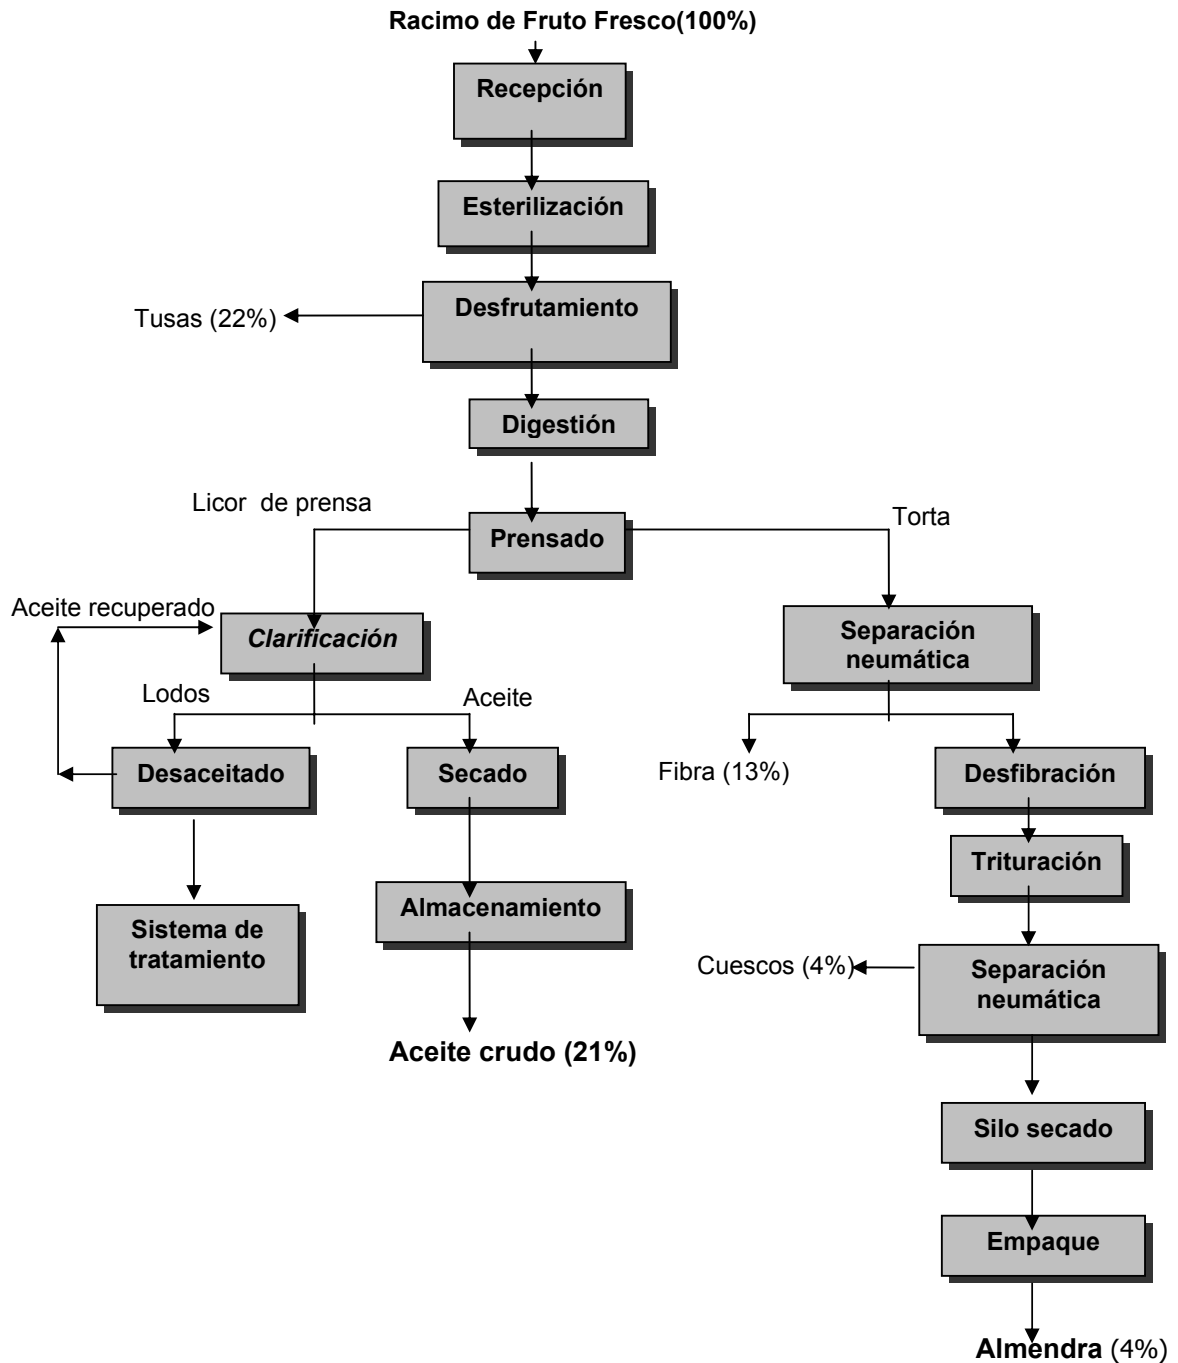 Racimo de Fruto Fresco(100%)
Recepción
Esterilización
Tusas (22%)
Desfrutamiento
Digestión
Licor de prensa
Prensado
Torta
Aceite recuperado
Clarificación
Separación
neumática
Lodos
Aceite
Desaceitado
Secado
Fibra (13%)
Desfibración
Trituración
Sistema de
tratamiento
Almacenamiento
Cuescos (4%)
Separación
neumática
Aceite crudo (21%)
Silo secado
Empaque
Almendra (4%)